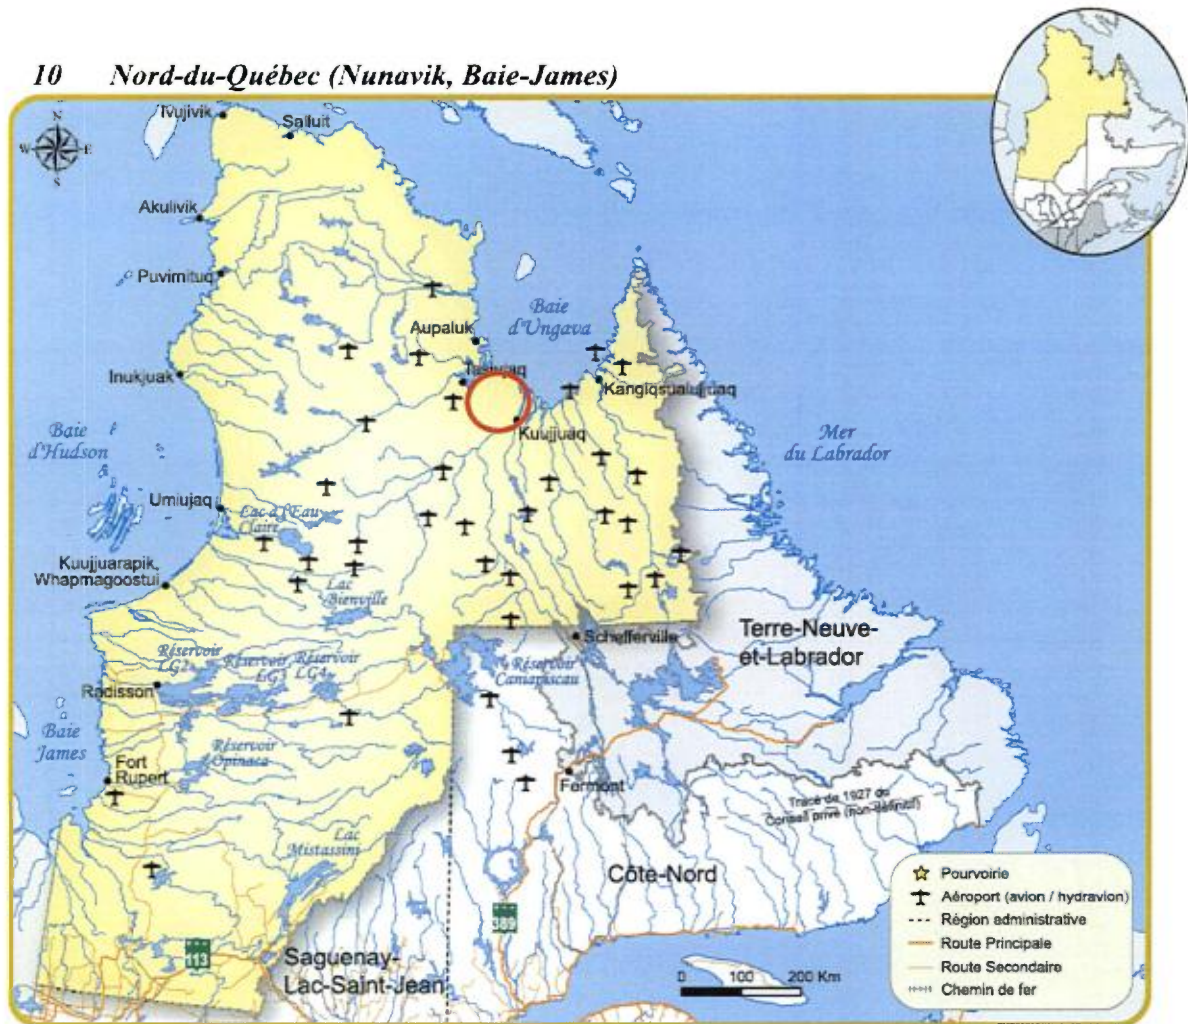 10 Nord-du-Québec (Nunavik, Baie-James)
Ivujivik
Salluit
N
W E
S
Akulivik
Puvirnituq
Baie
d'Ungava
Aupaluk
Tasiujaq
Inukjuak
Kangiqsualujjuaq
Kuujjuaq
Baie
d'Hudson
Mer
du Labrador
Umiujaq
Lac à l'Eau
Claire
Kuujjuarapik,
Whapmagoostui
Lac
Bienville
Schefferville
Terre-Neuve-
et-Labrador
Réservoir
LG2
Réservoir
LG3
Réservoir
LG4
Réservoir
Caniapiscau
Radisson
Baie
James
Réservoir
Opinaca
Fort
Rupert
Fermont
Tracé de 1927 du
Conseil privé (non-définitif)
Lac
Mistassini
Côte-Nord
389
113
Saguenay-
Lac-Saint-Jean
0 100 200 Km
Pourvoirie
Aéroport (avion / hydravion)
Région administrative
Route Principale
Route Secondaire
Chemin de fer